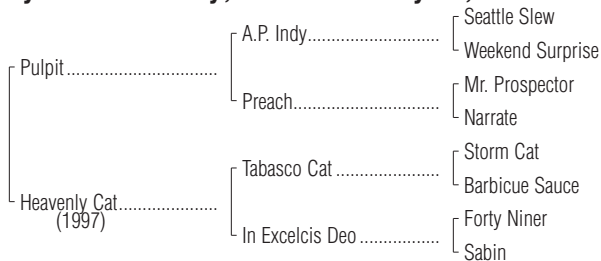 Seattle Slew
A.P. Indy
Weekend Surprise
Pulpit
Mr. Prospector
Preach
Narrate
Storm Cat
Tabasco Cat
Barbicue Sauce
Heavenly Cat
(1997)
Forty Niner
In Excelcis Deo
Sabin